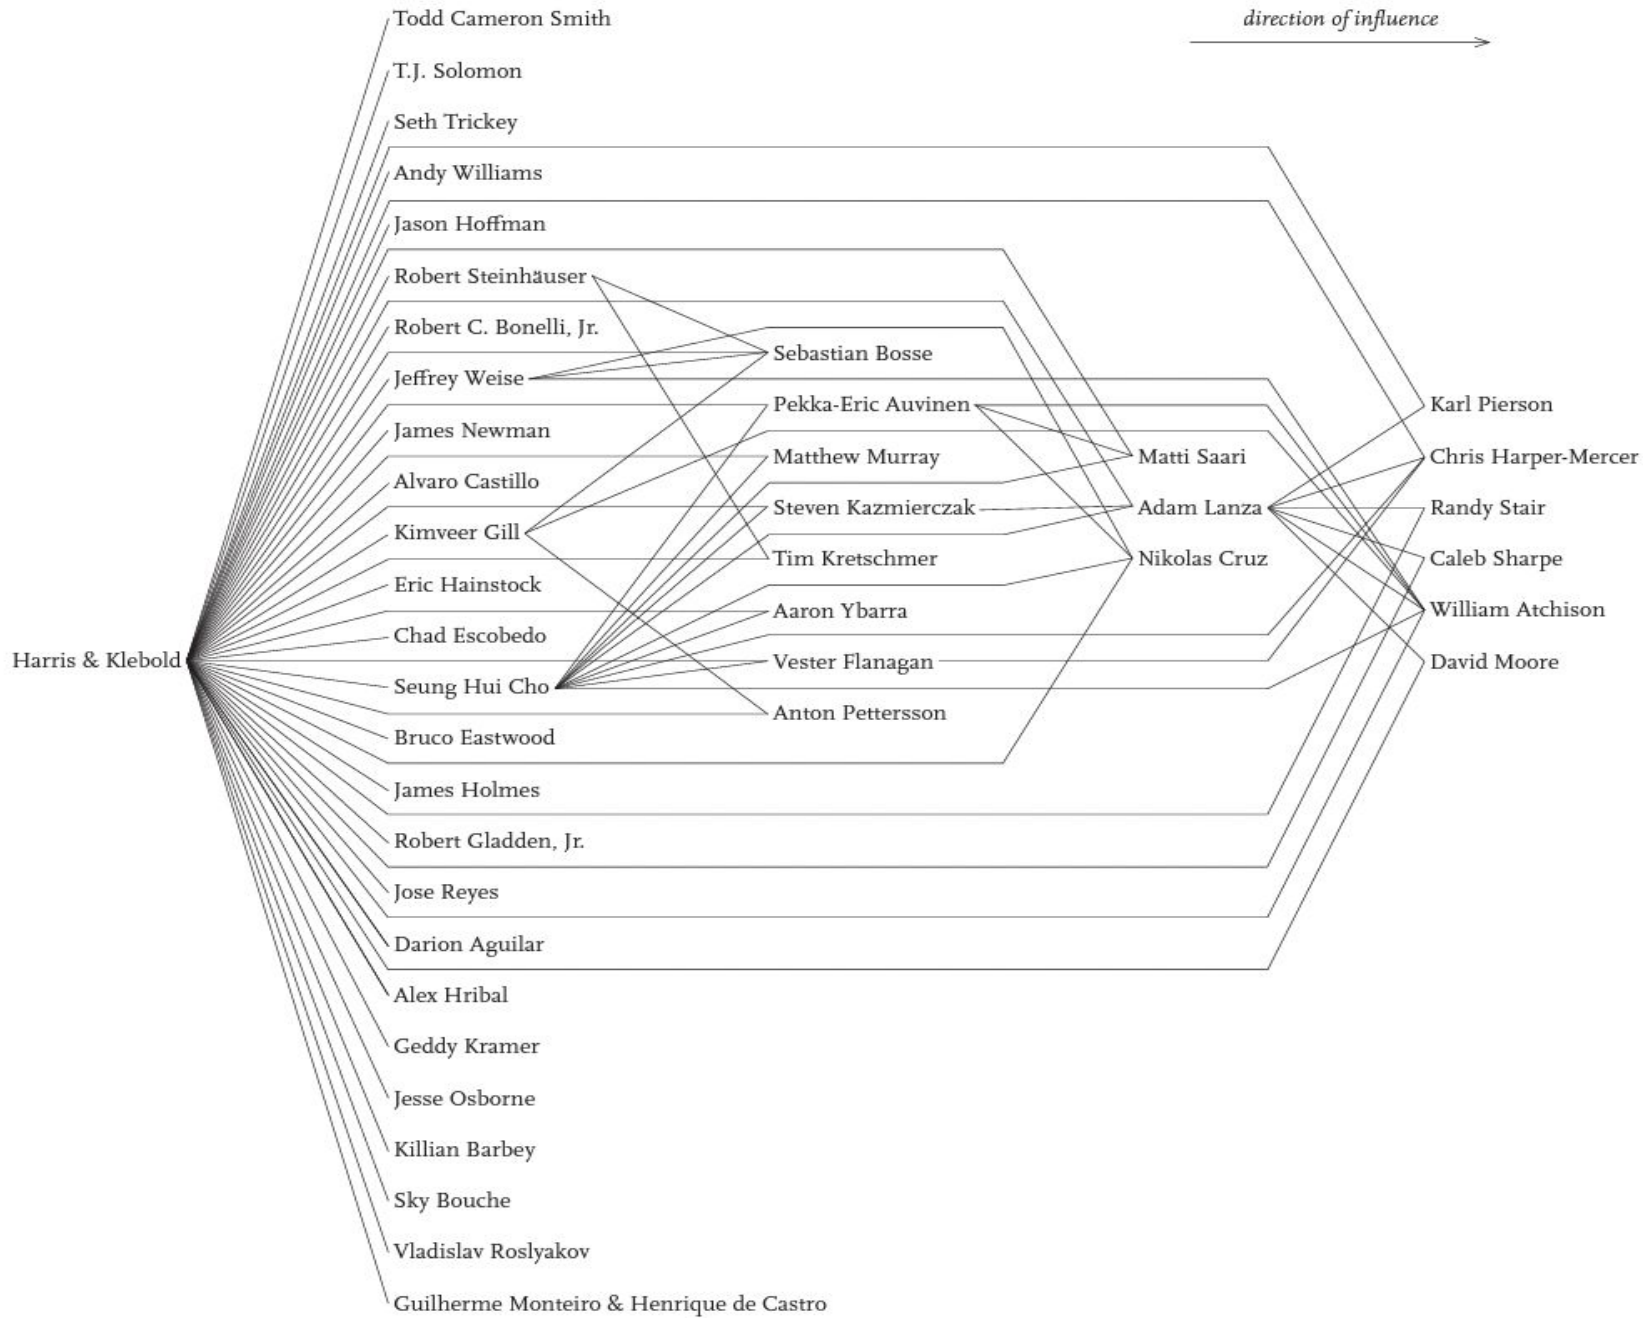 direction of influence
Harris & Klebold
Todd Cameron Smith
T.J. Solomon
Seth Trickey
Andy Williams
Jason Hoffman
Robert Steinhäuser
Robert C. Bonelli, Jr.
Jeffrey Weise
James Newman
Alvaro Castillo
Kimveer Gill
Eric Hainstock
Chad Escobedo
Seung Hui Cho
Bruco Eastwood
James Holmes
Robert Gladden, Jr.
Jose Reyes
Darion Aguilar
Alex Hribal
Geddy Kramer
Jesse Osborne
Killian Barbey
Sky Bouche
Vladislav Roslyakov
Guilherme Monteiro & Henrique de Castro
Sebastian Bosse
Pekka-Eric Auvinen
Matthew Murray
Steven Kazmierczak
Tim Kretschmer
Aaron Ybarra
Vester Flanagan
Anton Pettersson
Matti Saari
Adam Lanza
Nikolas Cruz
Karl Pierson
Chris Harper-Mercer
Randy Stair
Caleb Sharpe
William Atchison
David Moore